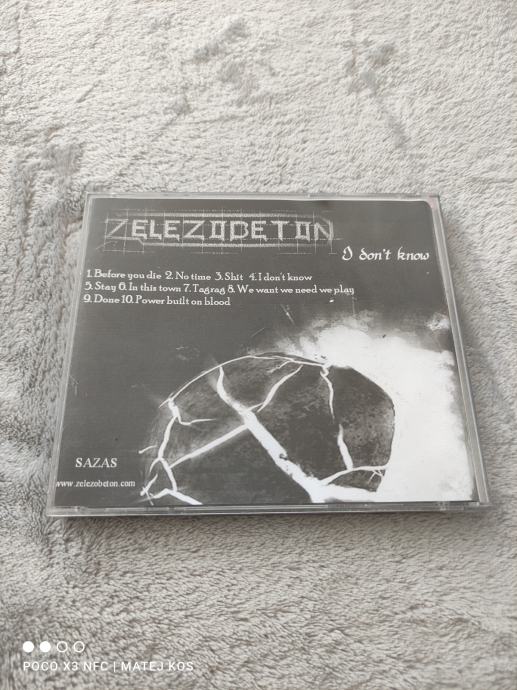 ZELEZOBETON
I don't know
1. Before you die 2. No time 3. Shit 4. I don't know
5. Stay 6. In this town 7. Tagrag 8. We want we need we play
9. Done 10. Power built on blood
SAZAS
www.zelezobeton.com
POCO X3 NFC | MATEJ KOS